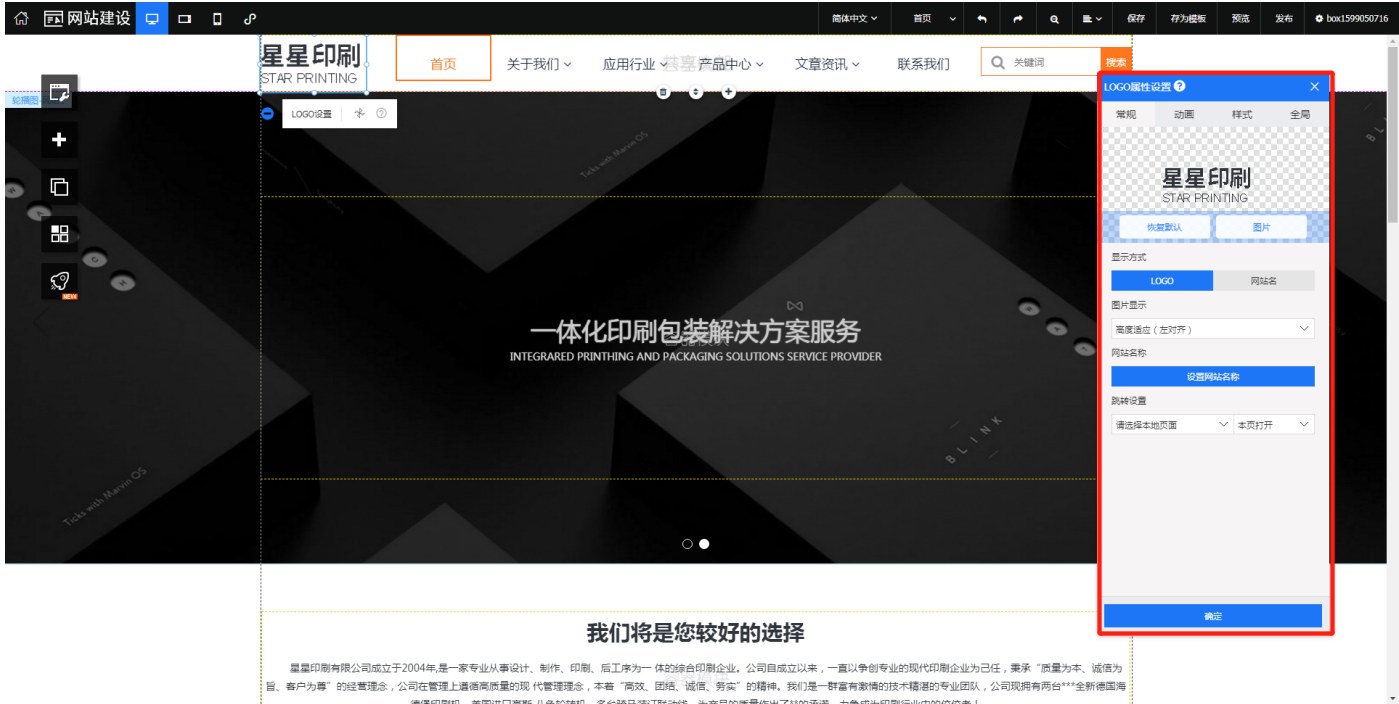 网站建设
简体中文
首页
保存
存为模板
预览
发布
box1599050716
星星印刷
STAR PRINTING
首页
关于我们
应用行业
产品中心
文章资讯
联系我们
关键词
搜索
轮播图
LOGO设置
NEW
Ticks with Marvin OS
一体化印刷包装解决方案服务
INTEGRARED PRINTHING AND PACKAGING SOLUTIONS SERVICE PROVIDER
BLINK
Ticks with Marvin OS
LOGO属性设置
常规
动画
样式
全局
星星印刷
STAR PRINTING
恢复默认
图片
显示方式
LOGO
网站名
图片显示
高度适应(左对齐)
网站名称
设置网站名称
跳转设置
请选择本地页面
本页打开
确定
我们将是您较好的选择
星星印刷有限公司成立于2004年,是一家专业从事设计、制作、印刷、后工序为一 体的综合印刷企业。公司自成立以来，一直以争创专业的现代印刷企业为己任，秉承“质量为本、诚信为
旨、客户为尊”的经营理念，公司在管理上遵循高质量的现 代管理理念，本着“高效、团结、诚信、务实”的精神。我们是一群富有激情的技术精湛的专业团队，公司现拥有两台***全新德国海